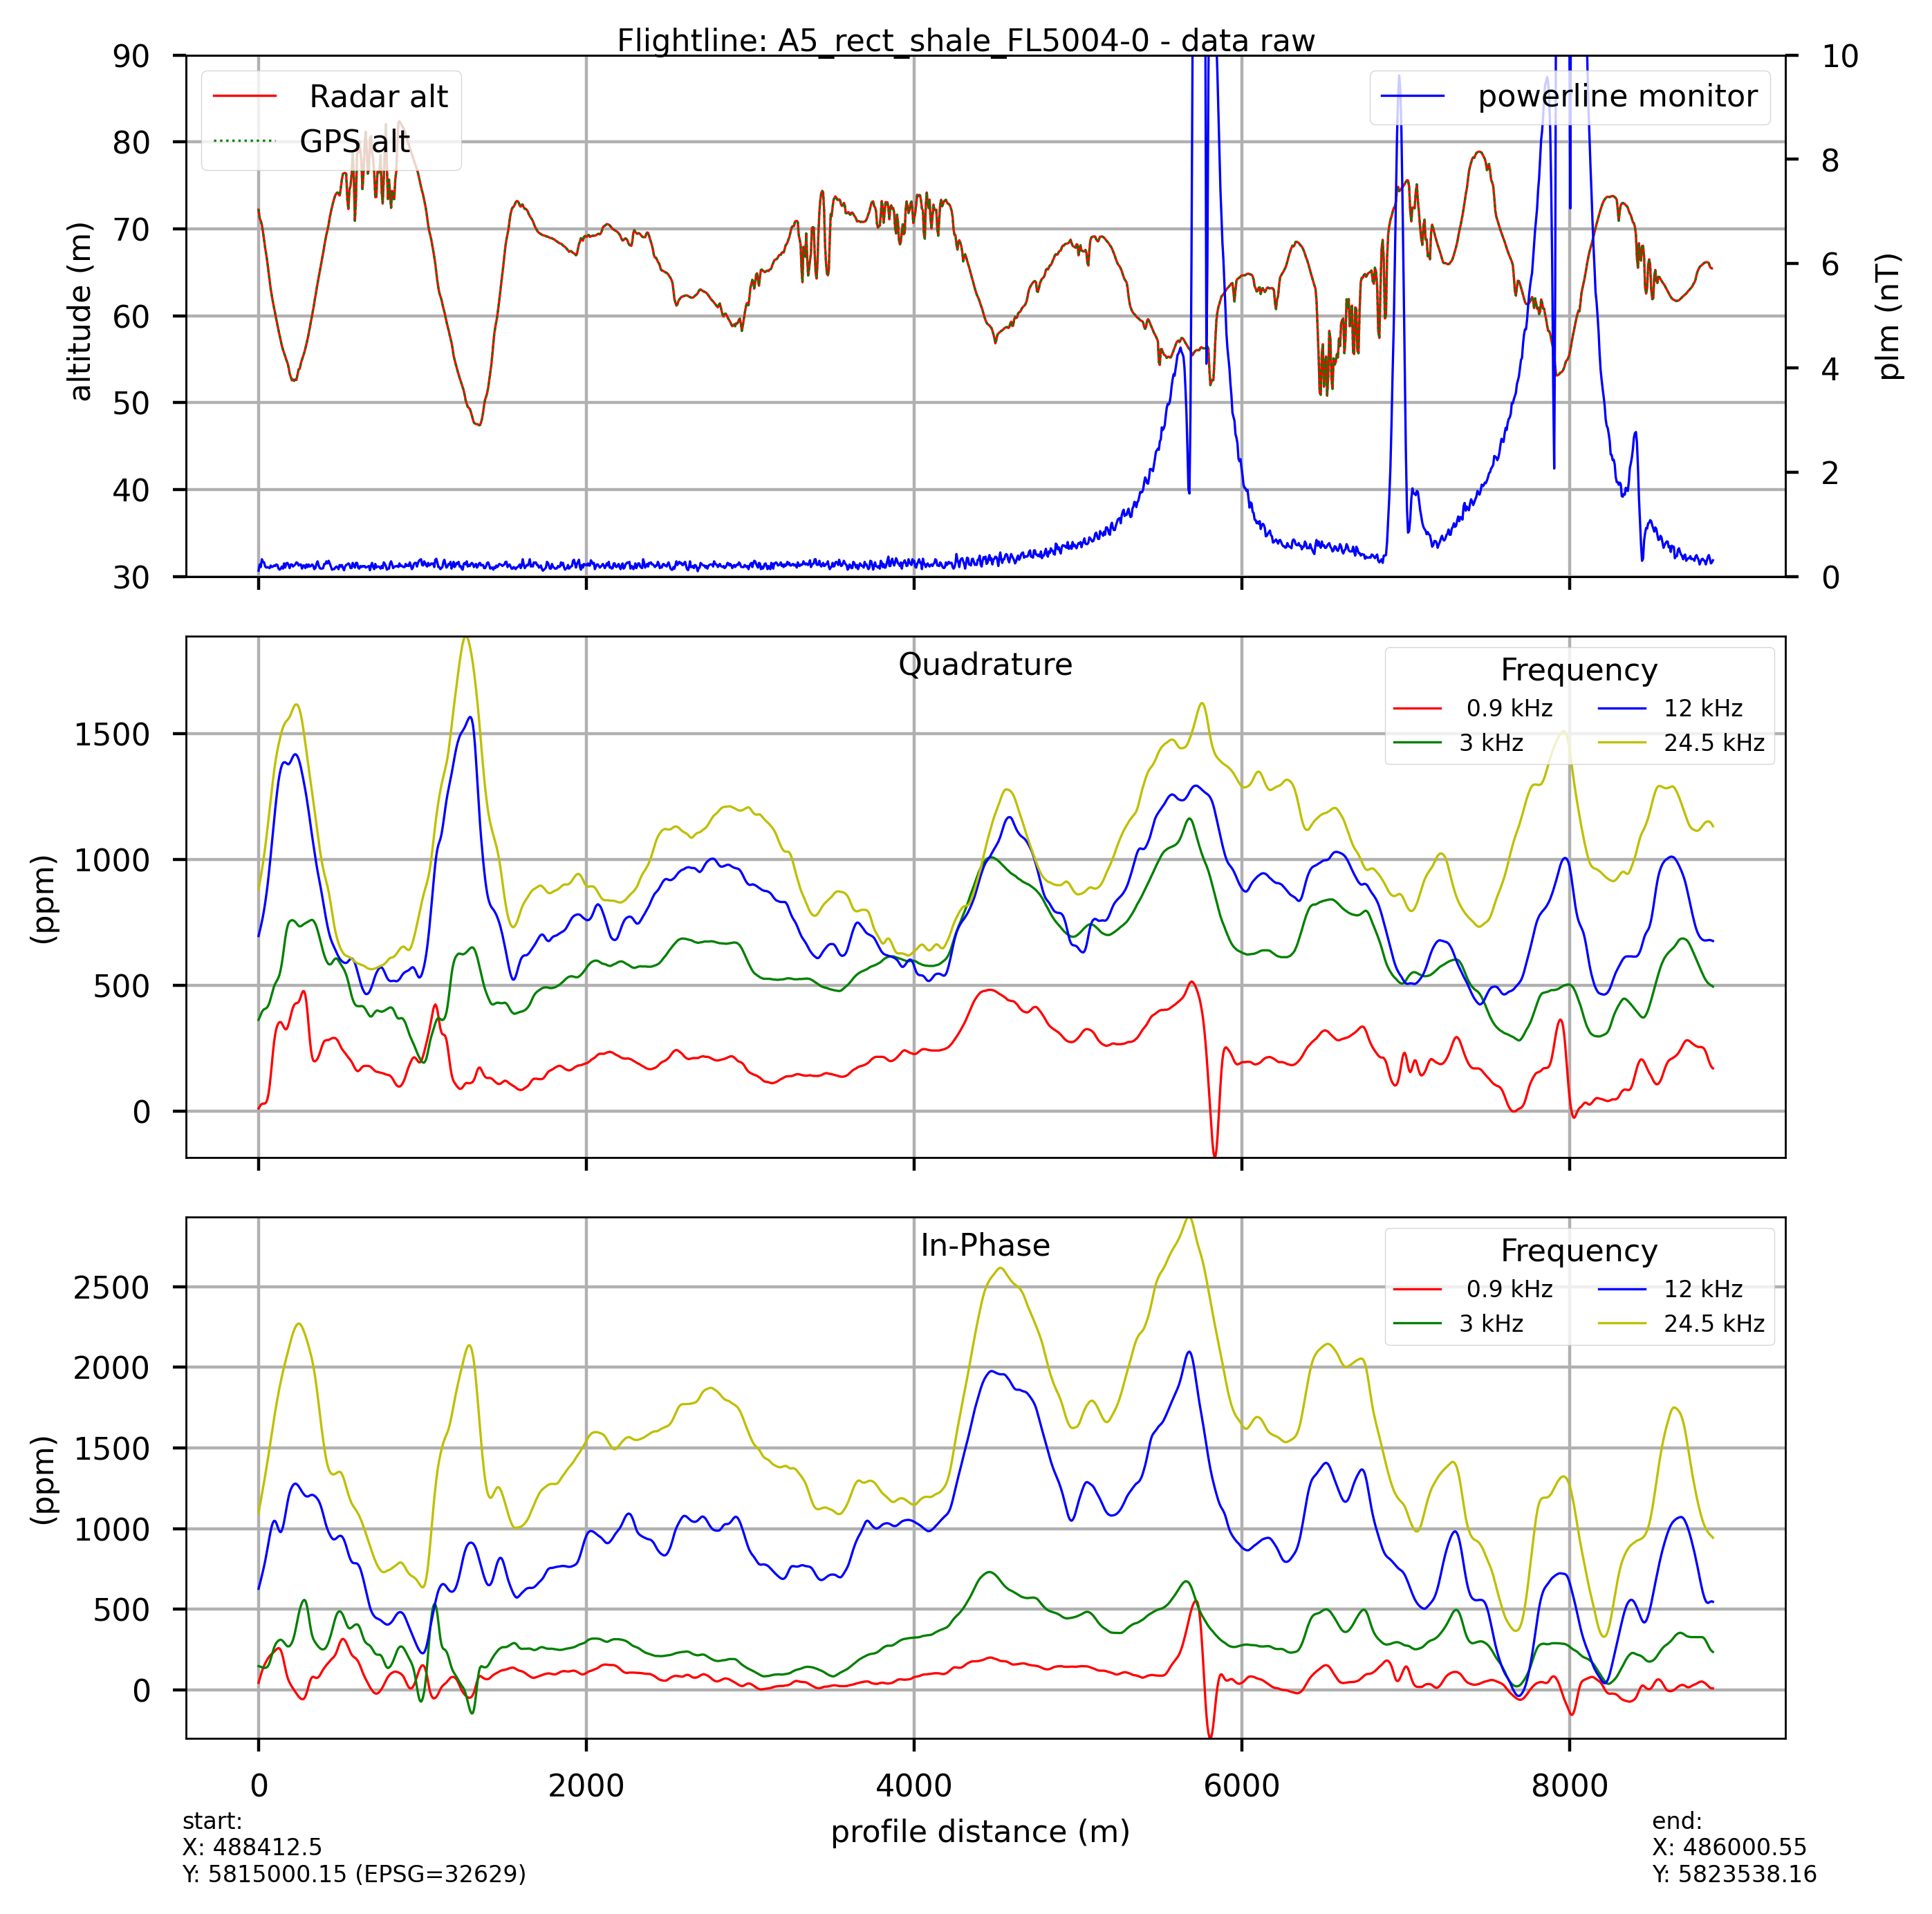 Flightline: A5_rect_shale_FL5004-0 - data raw
90
80
70
60
50
40
30
altitude (m)
Radar alt
GPS alt
powerline monitor
10
8
6
4
2
0
plm (nT)
Quadrature
1500
1000
500
0
(ppm)
Frequency
0.9 kHz
3 kHz
12 kHz
24.5 kHz
In-Phase
2500
2000
1500
1000
500
0
(ppm)
Frequency
0.9 kHz
3 kHz
12 kHz
24.5 kHz
0 2000 4000 6000 8000
profile distance (m)
start:
X: 488412.5
Y: 5815000.15 (EPSG=32629)
end:
X: 486000.55
Y: 5823538.16